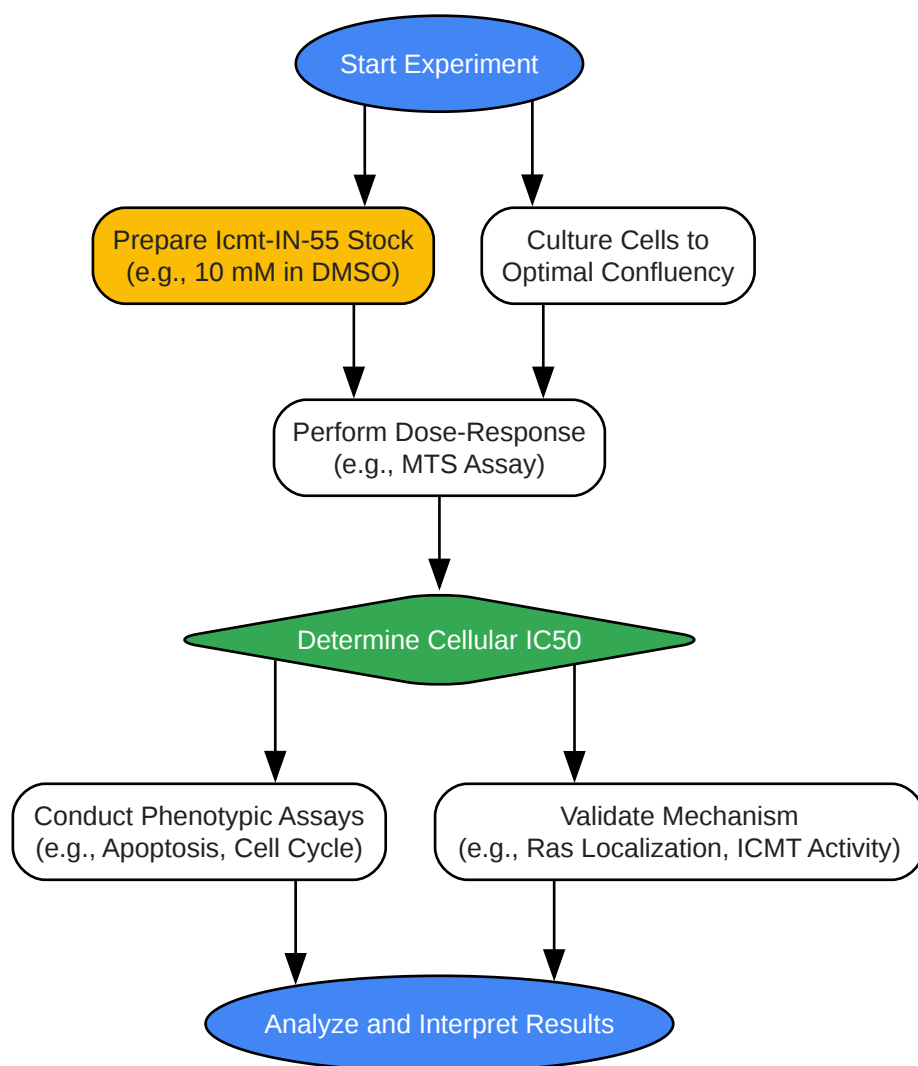 Start Experiment
Prepare Icmt-IN-55 Stock
(e.g., 10 mM in DMSO)
Culture Cells to
Optimal Confluency
Perform Dose-Response
(e.g., MTS Assay)
Determine Cellular IC50
Conduct Phenotypic Assays
(e.g., Apoptosis, Cell Cycle)
Validate Mechanism
(e.g., Ras Localization, ICMT Activity)
Analyze and Interpret Results